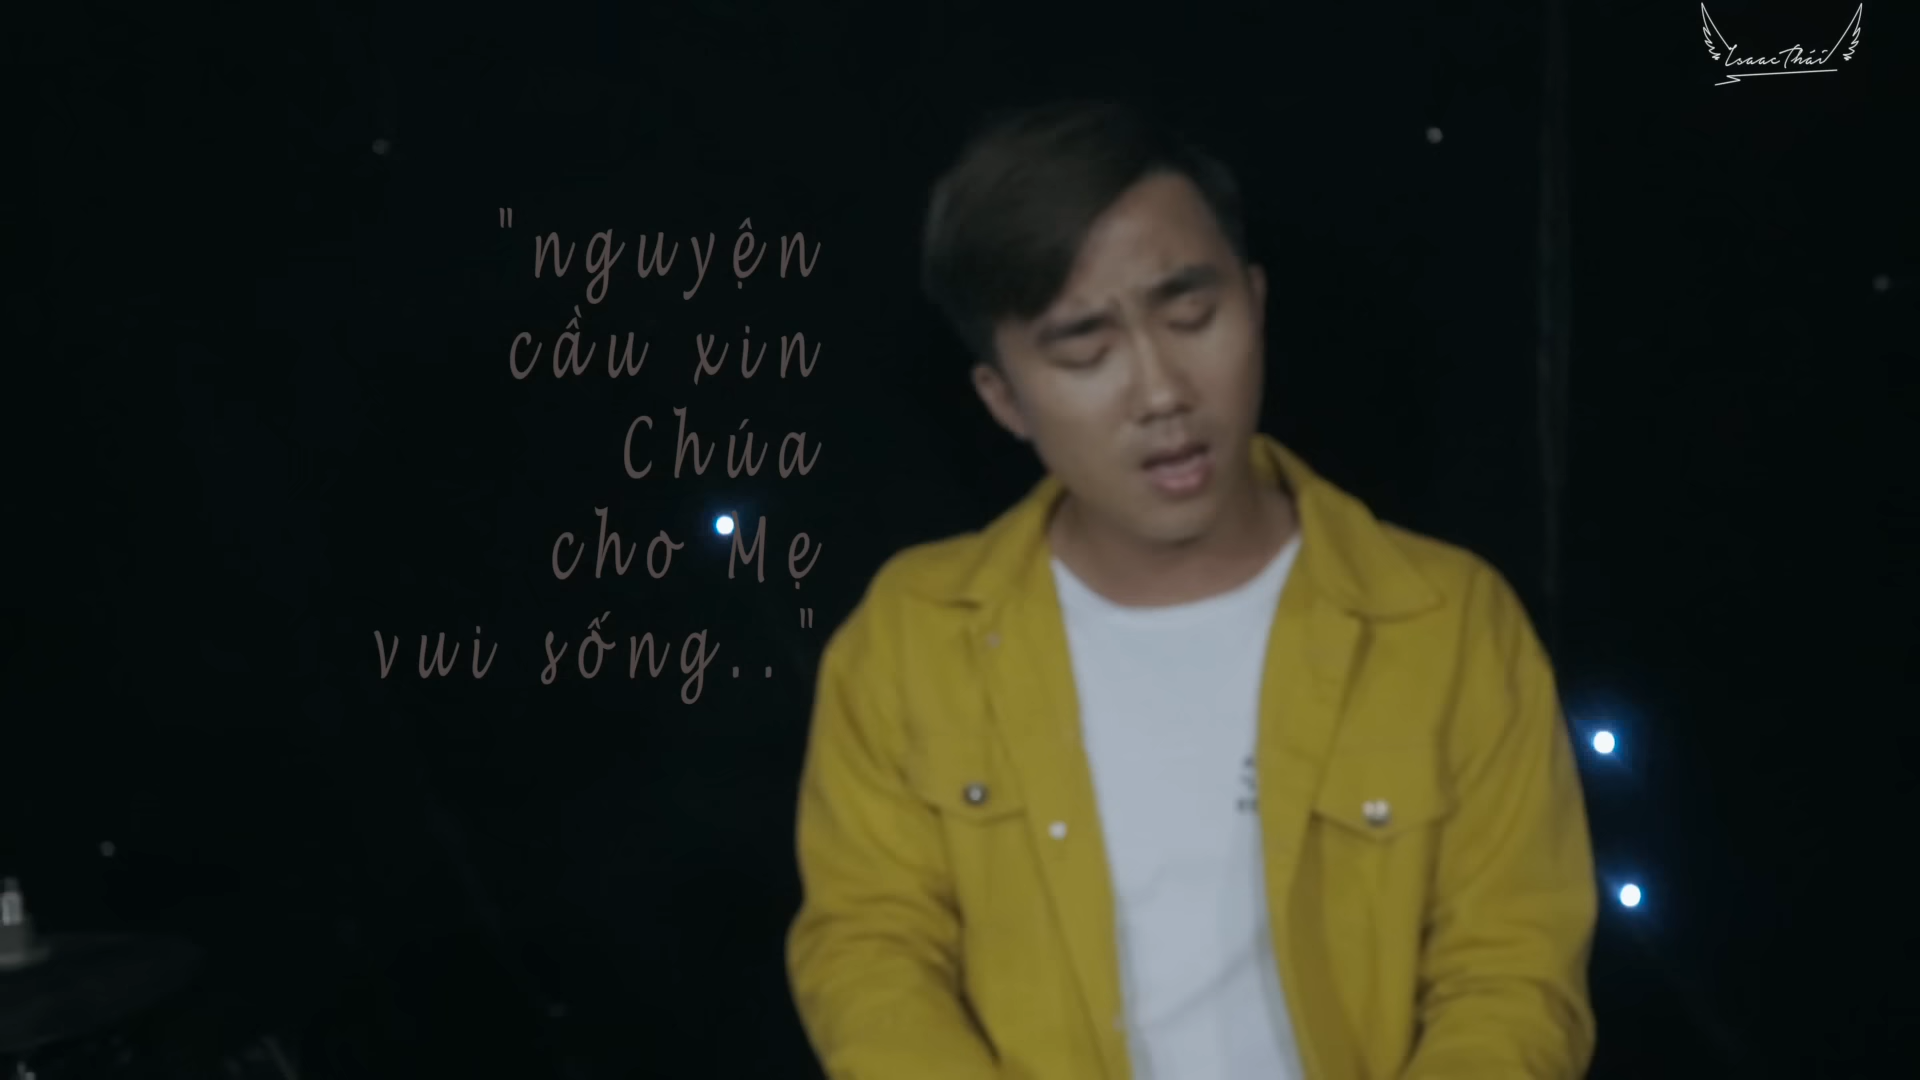 Isaac Thái
"nguyện
cầu xin
Chúa
cho Mẹ
vui sống.."